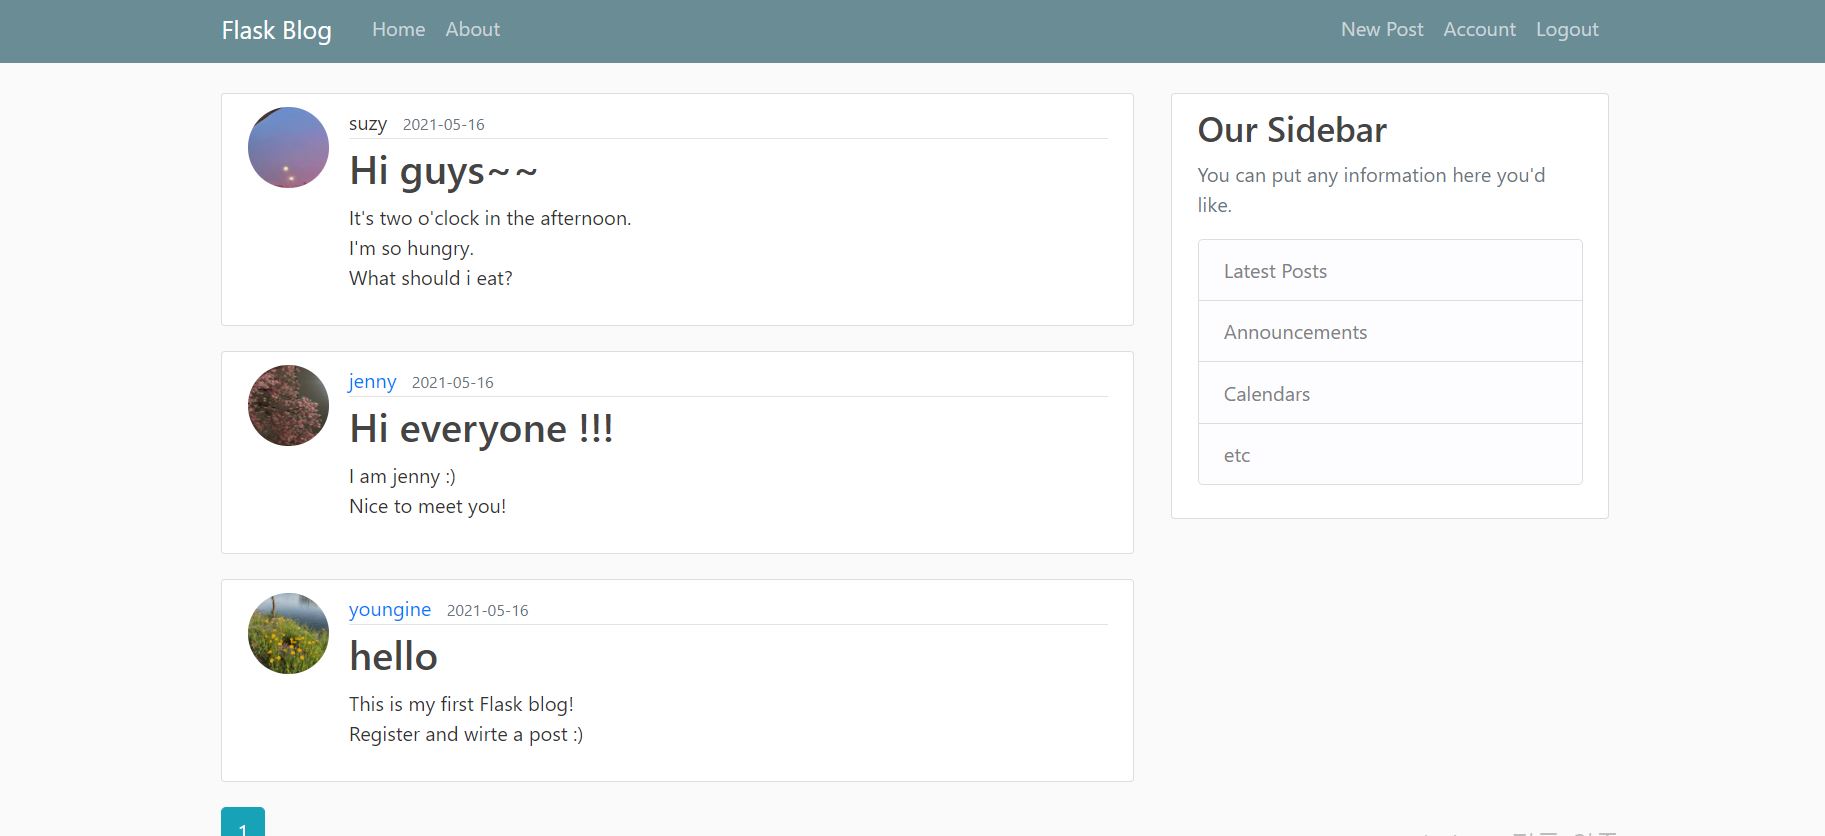 Flask Blog Home About New Post Account Logout
suzy 2021-05-16
Hi guys~~
It's two o'clock in the afternoon.
I'm so hungry.
What should i eat?
jenny 2021-05-16
Hi everyone !!!
I am jenny :)
Nice to meet you!
youngine 2021-05-16
hello
This is my first Flask blog!
Register and wirte a post :)
1
Our Sidebar
You can put any information here you'd
like.
Latest Posts
Announcements
Calendars
etc